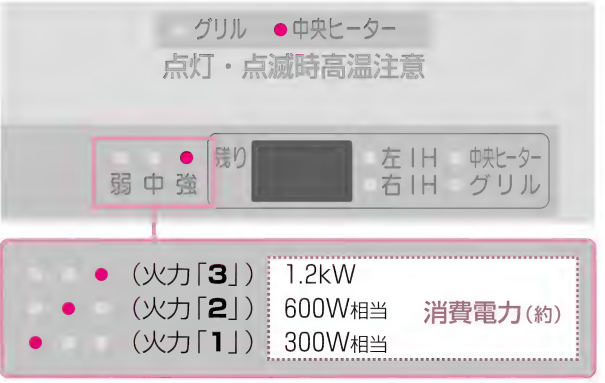 グリル ●中央ヒーター
点灯・点滅時高温注意
弱 中 強
残り
左IH 中央ヒーター
右IH グリル
(火力「3」) 1.2kW
(火力「2」) 600W相当
(火力「1」) 300W相当
消費電力(約)